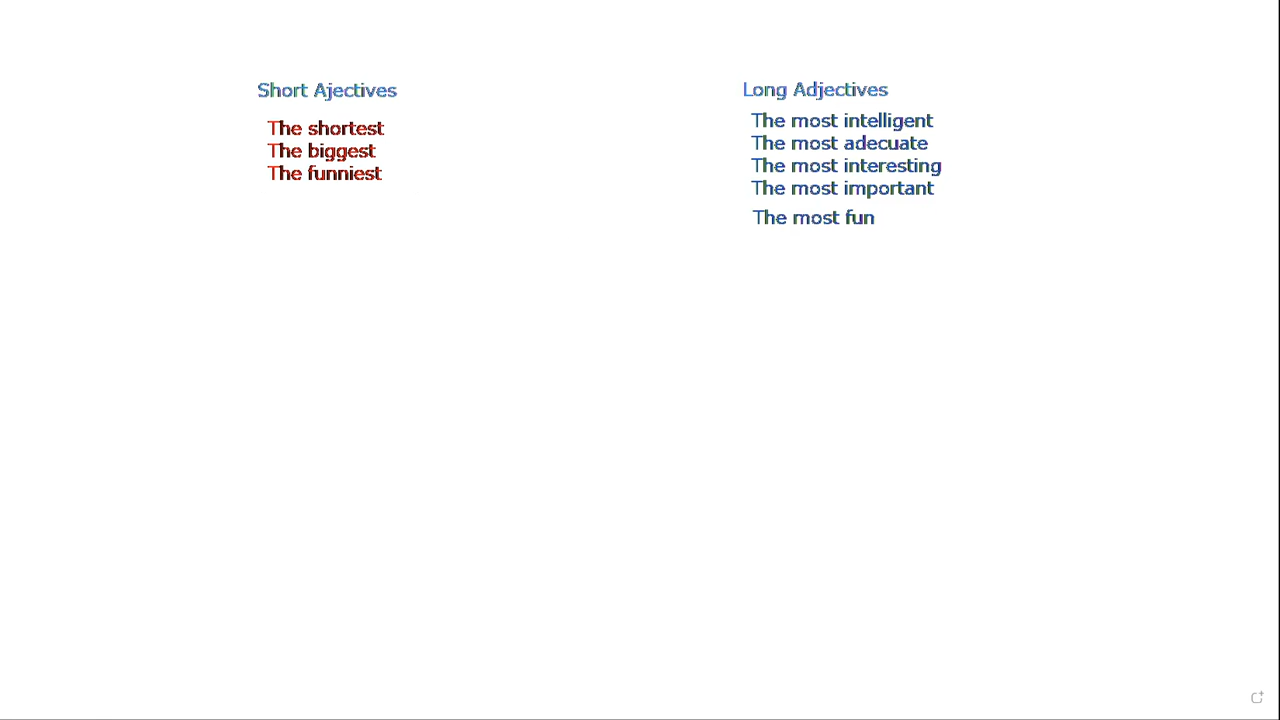 Short Ajectives
The shortest
The biggest
The funniest
Long Adjectives
The most intelligent
The most adecuate
The most interesting
The most important
The most fun